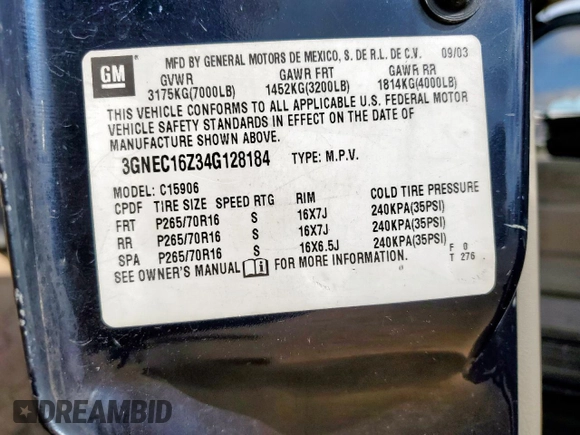 GM
MFD BY GENERAL MOTORS DE MEXICO, S. DE R.L. DE C.V. 09/03
GVWR GAWR FRT GAWR RR
3175KG(7000LB) 1452KG(3200LB) 1814KG(4000LB)
THIS VEHICLE CONFORMS TO ALL APPLICABLE U.S. FEDERAL MOTOR
VEHICLE SAFETY STANDARDS IN EFFECT ON THE DATE OF
MANUFACTURE SHOWN ABOVE.
3GNEC16Z34G128184 TYPE: M.P.V.
MODEL: C15906
CPDF TIRE SIZE SPEED RTG RIM COLD TIRE PRESSURE
FRT P265/70R16 S 16X7J 240KPA(35PSI)
RR P265/70R16 S 16X7J 240KPA(35PSI)
SPA P265/70R16 S 16X6.5J 240KPA(35PSI)
SEE OWNER'S MANUAL FOR MORE INFORMATION. F 0
T 276
DREAMBID